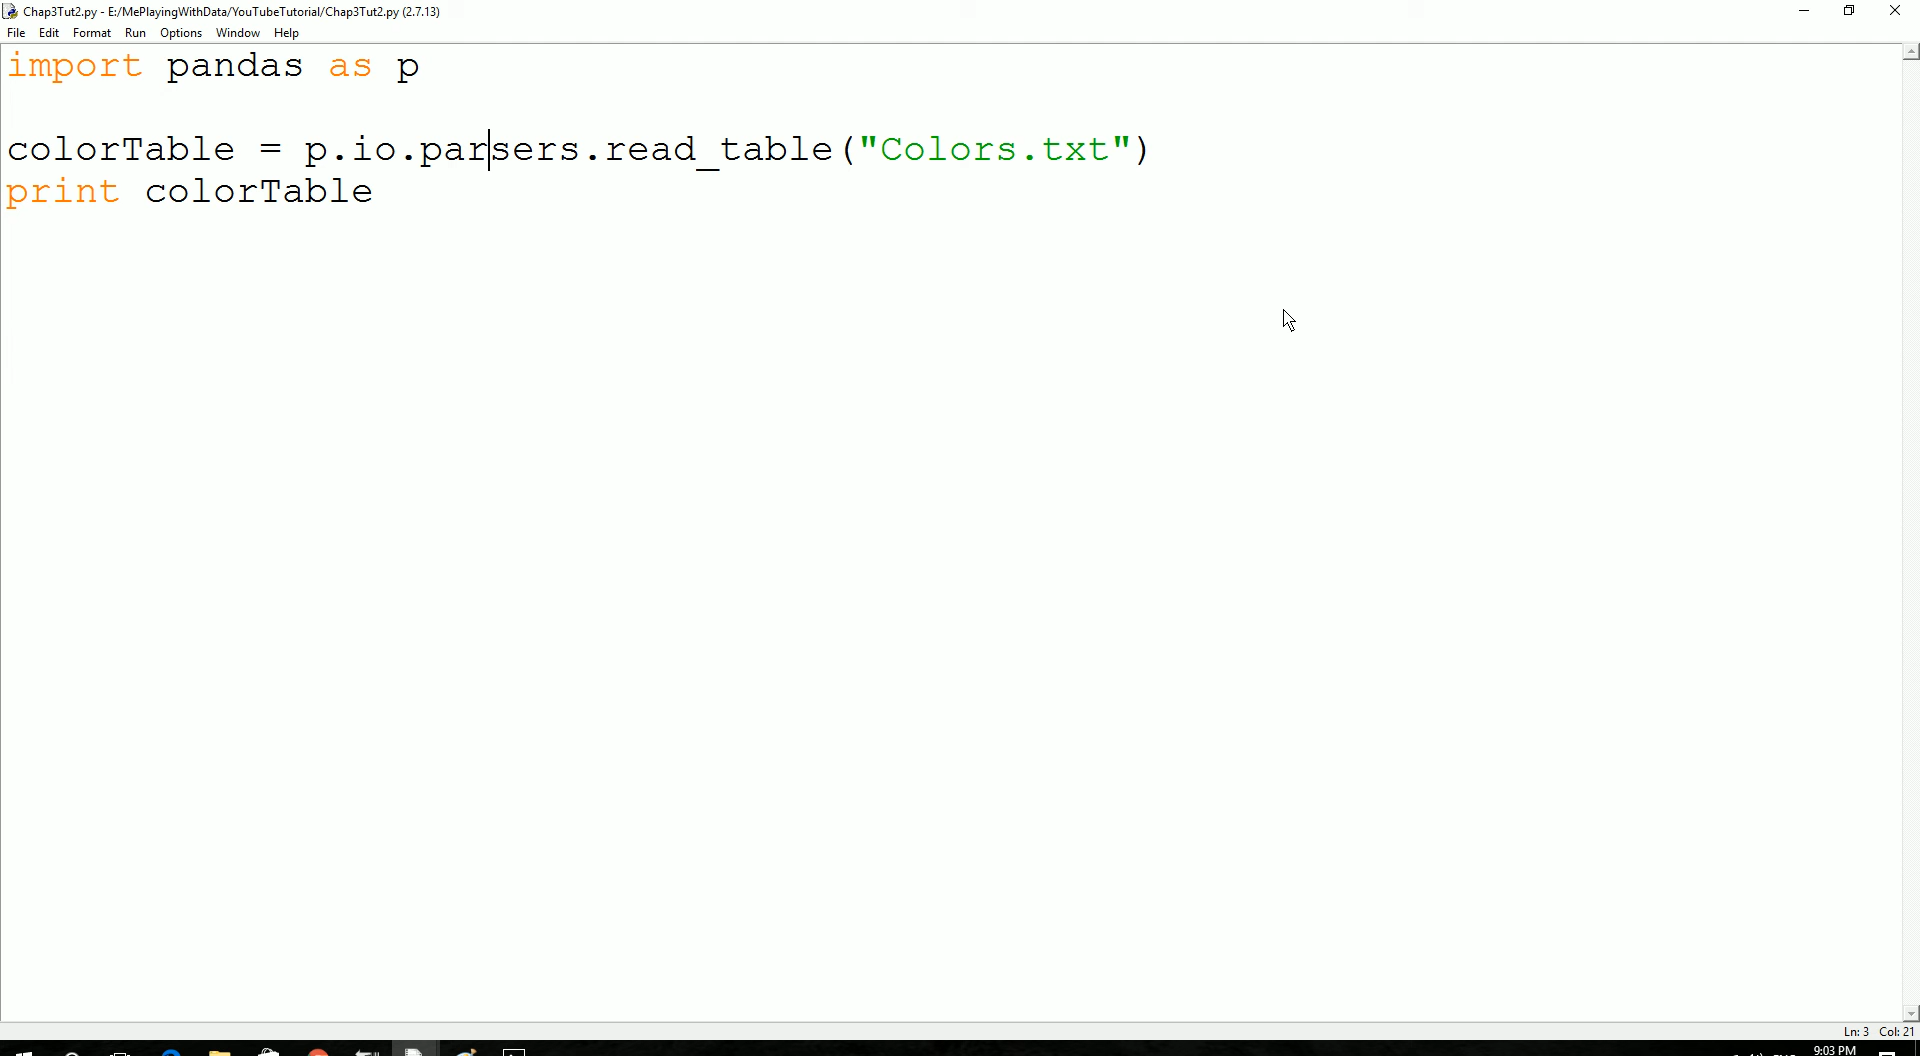 Chap3Tut2.py - E:/MePlayingWithData/YouTubeTutorial/Chap3Tut2.py (2.7.13)
File Edit Format Run Options Window Help
import pandas as p
colorTable = p.io.parsers.read_table("Colors.txt")
print colorTable
Ln: 3 Col: 21
9:03 PM